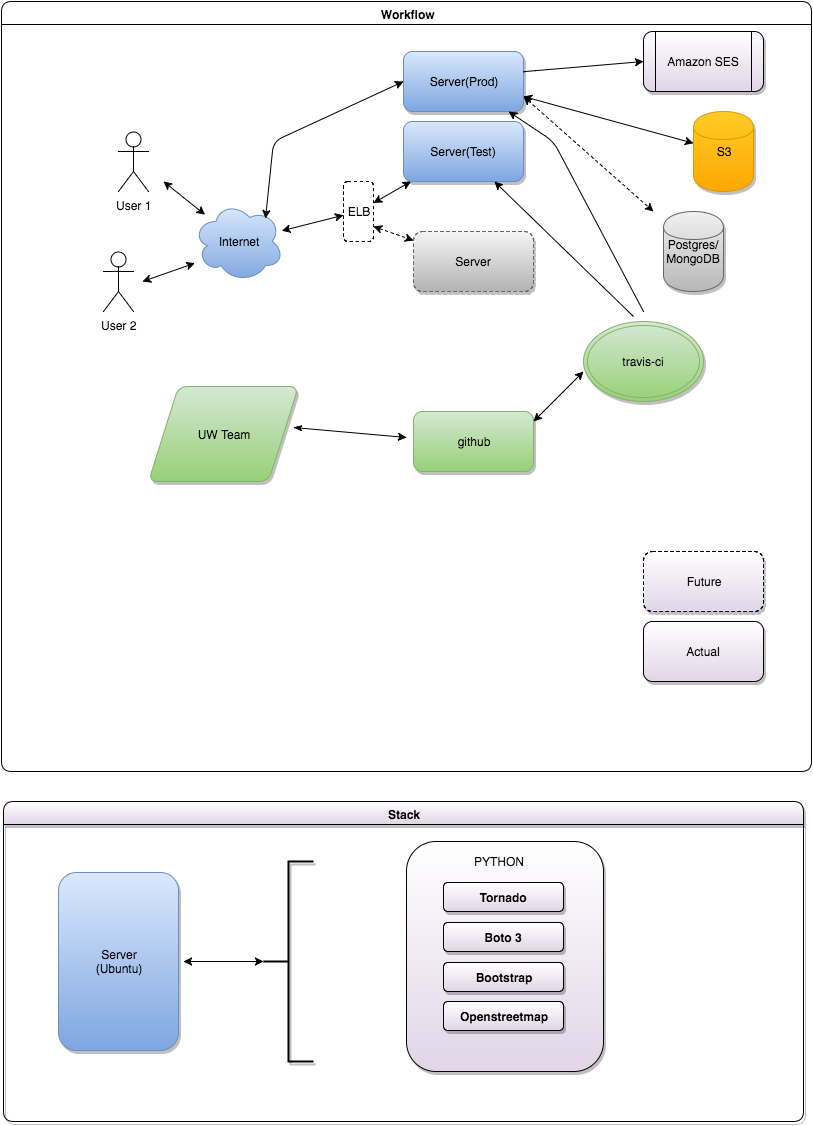 Workflow
Amazon SES
Server(Prod)
Server(Test)
S3
User 1
ELB
Internet
Postgres/
MongoDB
Server
User 2
travis-ci
UW Team
github
Future
Actual
Stack
PYTHON
Tornado
Boto 3
Server
(Ubuntu)
Bootstrap
Openstreetmap